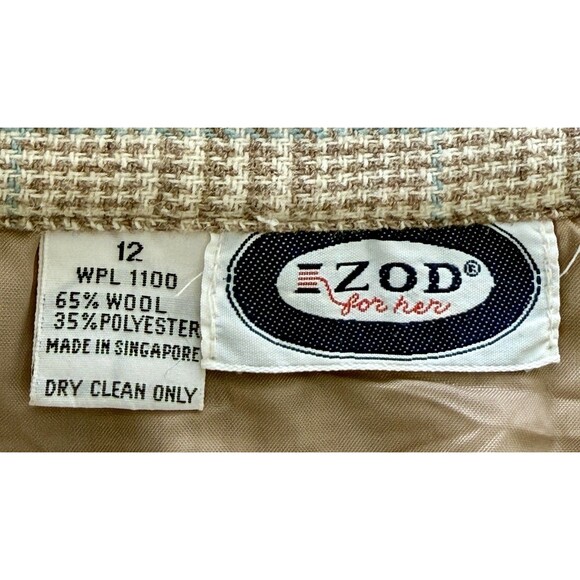 12
WPL 1100
65% WOOL
35% POLYESTER
MADE IN SINGAPORE
DRY CLEAN ONLY
IZOD®
for her